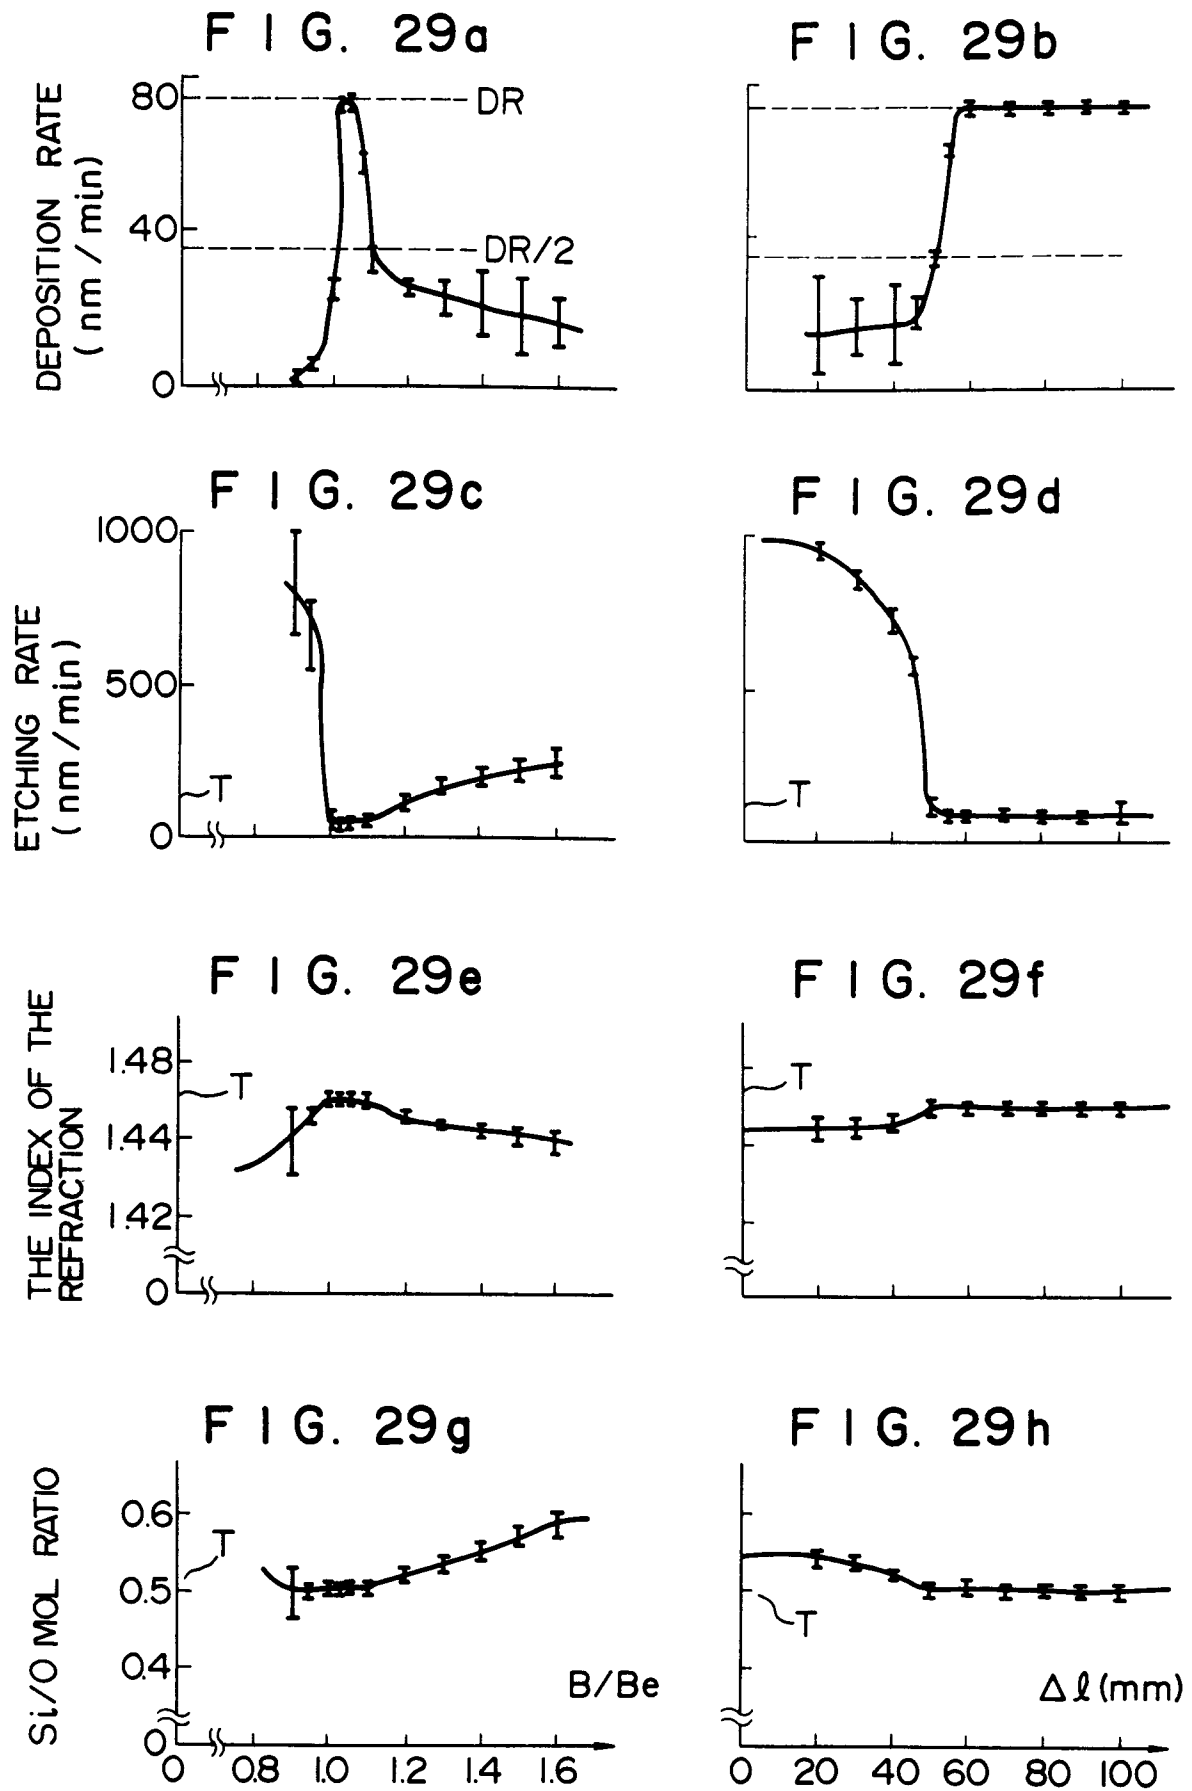 FIG. 29a
DEPOSITION RATE
(nm/min)
80
40
0
DR
DR/2
FIG. 29b
FIG. 29c
ETCHING RATE
(nm/min)
1000
500
0
T
FIG. 29d
T
FIG. 29e
THE INDEX OF THE
REFRACTION
1.48
1.44
1.42
0
T
FIG. 29f
T
FIG. 29g
Si/O MOL RATIO
0.6
0.5
0.4
0
T
B/Be
0 0.8 1.0 1.2 1.4 1.6
FIG. 29h
T
Δℓ(mm)
0 20 40 60 80 100